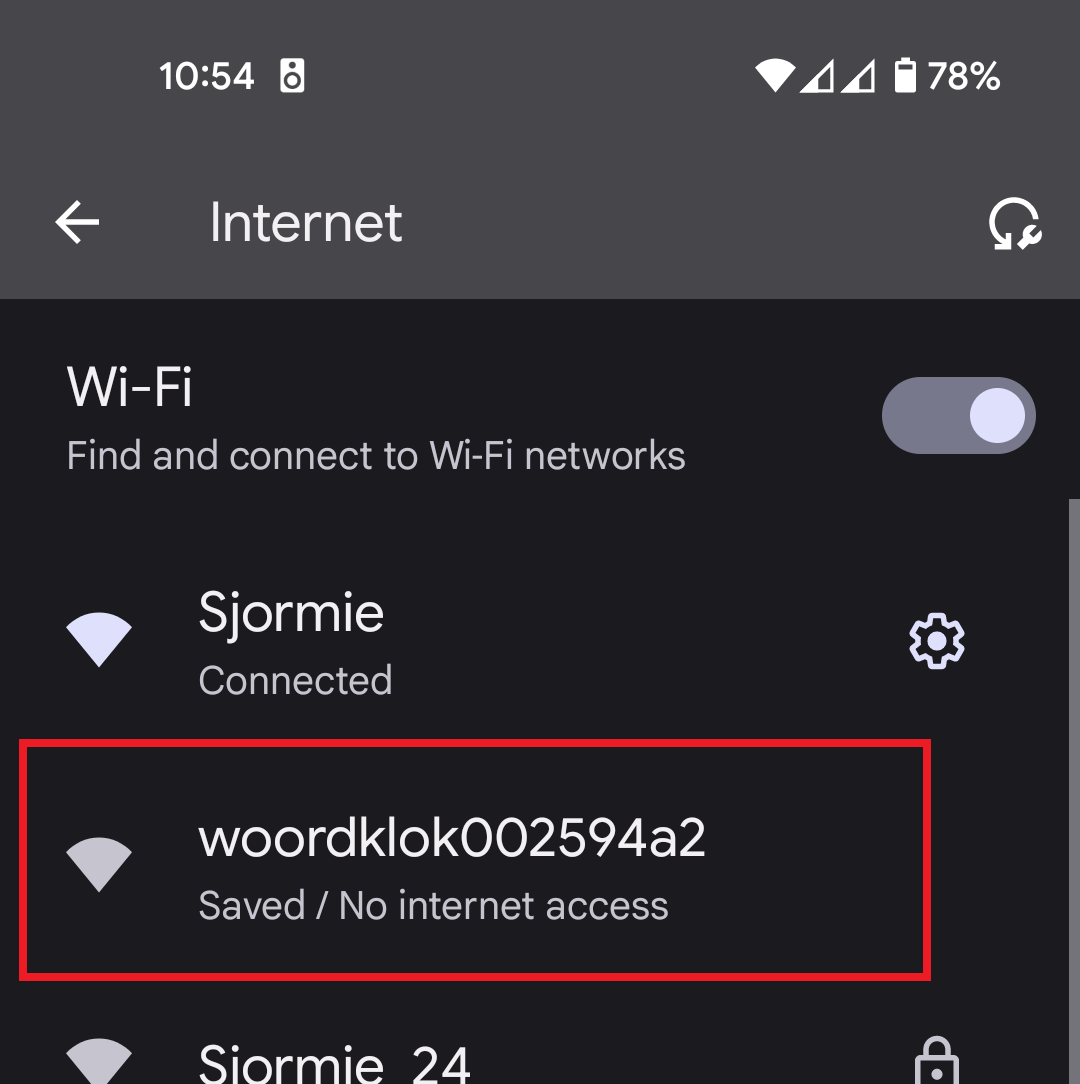 10:54 78%
Internet
Wi-Fi
Find and connect to Wi-Fi networks
Sjormie
Connected
woordklok002594a2
Saved / No internet access
Sjormie_24